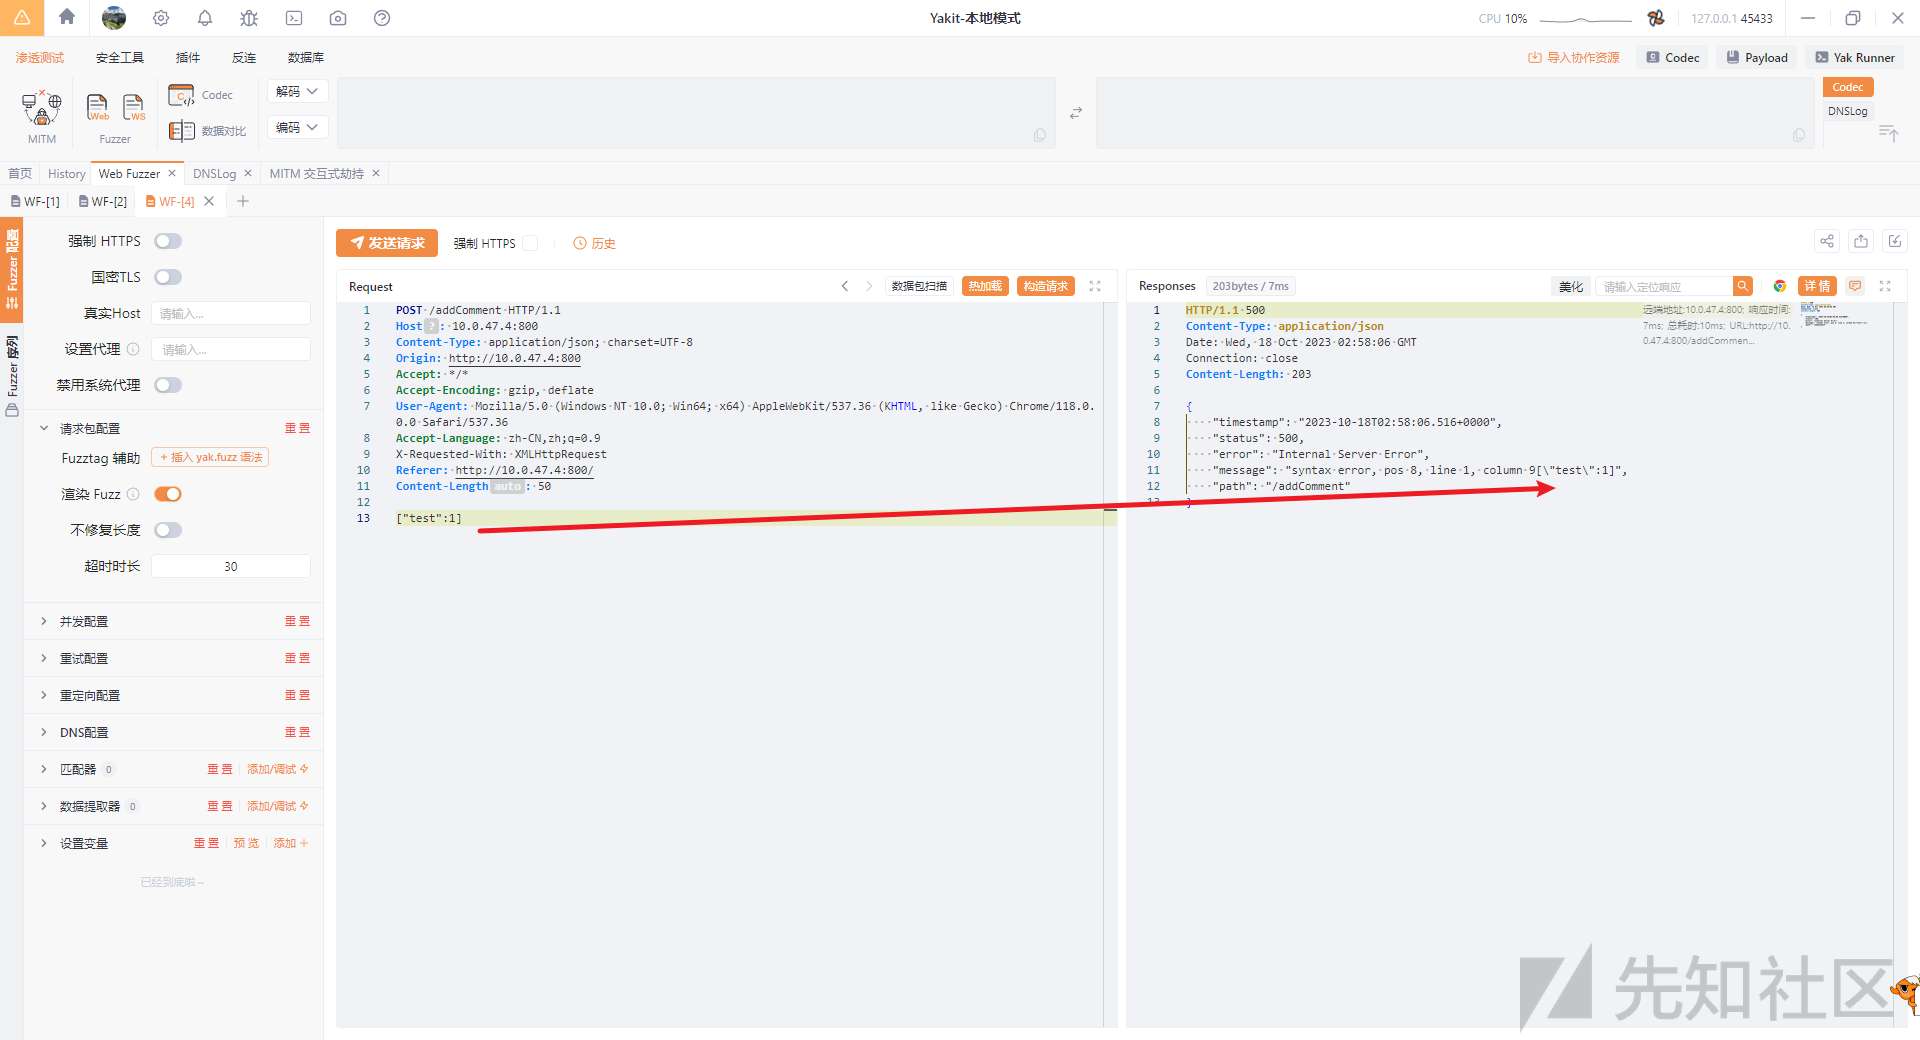 Yakit-本地模式
CPU 10%
127.0.0.1 45433
渗透测试 安全工具 插件 反连 数据库
导入协作资源 Codec Payload Yak Runner
MITM
Web
WS
Fuzzer
Codec
数据对比
解码
编码
Codec
DNSLog
首页 History Web Fuzzer DNSLog MITM 交互式劫持
WF-[1] WF-[2] WF-[4]
Fuzzer 配置
Fuzzer 序列
强制 HTTPS
国密TLS
真实Host 请输入...
设置代理 请输入...
禁用系统代理
请求包配置 重置
Fuzztag 辅助 + 插入 yak.fuzz 语法
渲染 Fuzz
不修复长度
超时时长 30
并发配置 重置
重试配置 重置
重定向配置 重置
DNS配置 重置
匹配器 0 重置 添加/调试
数据提取器 0 重置 添加/调试
设置变量 重置 预览 添加
已经到底啦~
发送请求 强制 HTTPS 历史
Request 数据包扫描 热加载 构造请求
1 POST /addComment HTTP/1.1
2 Host ? : 10.0.47.4:800
3 Content-Type: application/json; charset=UTF-8
4 Origin: http://10.0.47.4:800
5 Accept: */*
6 Accept-Encoding: gzip, deflate
7 User-Agent: Mozilla/5.0 (Windows NT 10.0; Win64; x64) AppleWebKit/537.36 (KHTML, like Gecko) Chrome/118.0.
0.0 Safari/537.36
8 Accept-Language: zh-CN,zh;q=0.9
9 X-Requested-With: XMLHttpRequest
10 Referer: http://10.0.47.4:800/
11 Content-Length auto : 50
12
13 ["test":1]
Responses 203bytes / 7ms 美化 请输入定位响应 详情
1 HTTP/1.1 500
2 Content-Type: application/json
3 Date: Wed, 18 Oct 2023 02:58:06 GMT
4 Connection: close
5 Content-Length: 203
6
7 {
8 "timestamp": "2023-10-18T02:58:06.516+0000",
9 "status": 500,
10 "error": "Internal Server Error",
11 "message": "syntax error, pos 8, line 1, column 9[\"test\":1]",
12 "path": "/addComment"
13 }
远端地址:10.0.47.4:800; 响应时间:
7ms; 总耗时:10ms; URL:http://10.
0.47.4:800/addCommen...
先知社区